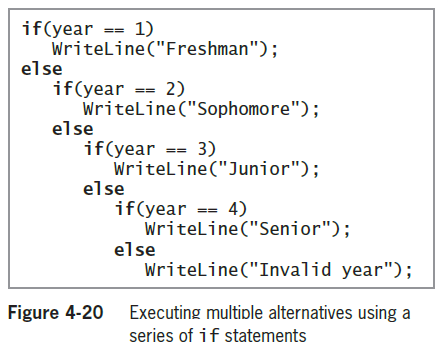 if(year == 1)
WriteLine("Freshman");
else
if(year == 2)
WriteLine("Sophomore");
else
if(year == 3)
WriteLine("Junior");
else
if(year == 4)
WriteLine("Senior");
else
WriteLine("Invalid year");
Figure 4-20 Executing multiple alternatives using a
series of if statements